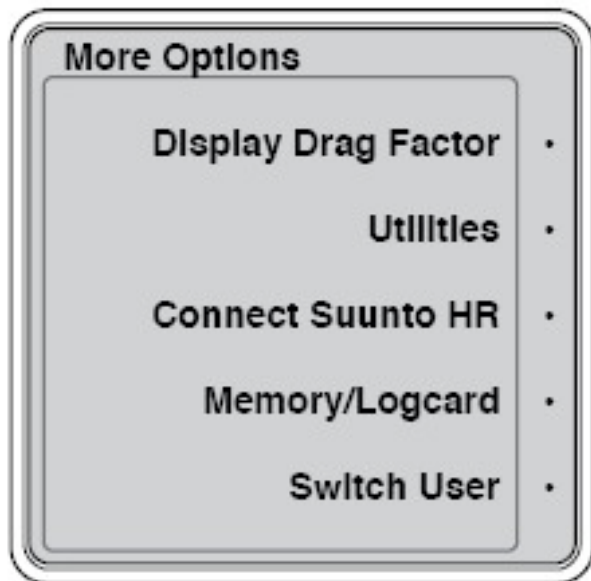 More Options
Display Drag Factor
Utilities
Connect Suunto HR
Memory/Logcard
Switch User